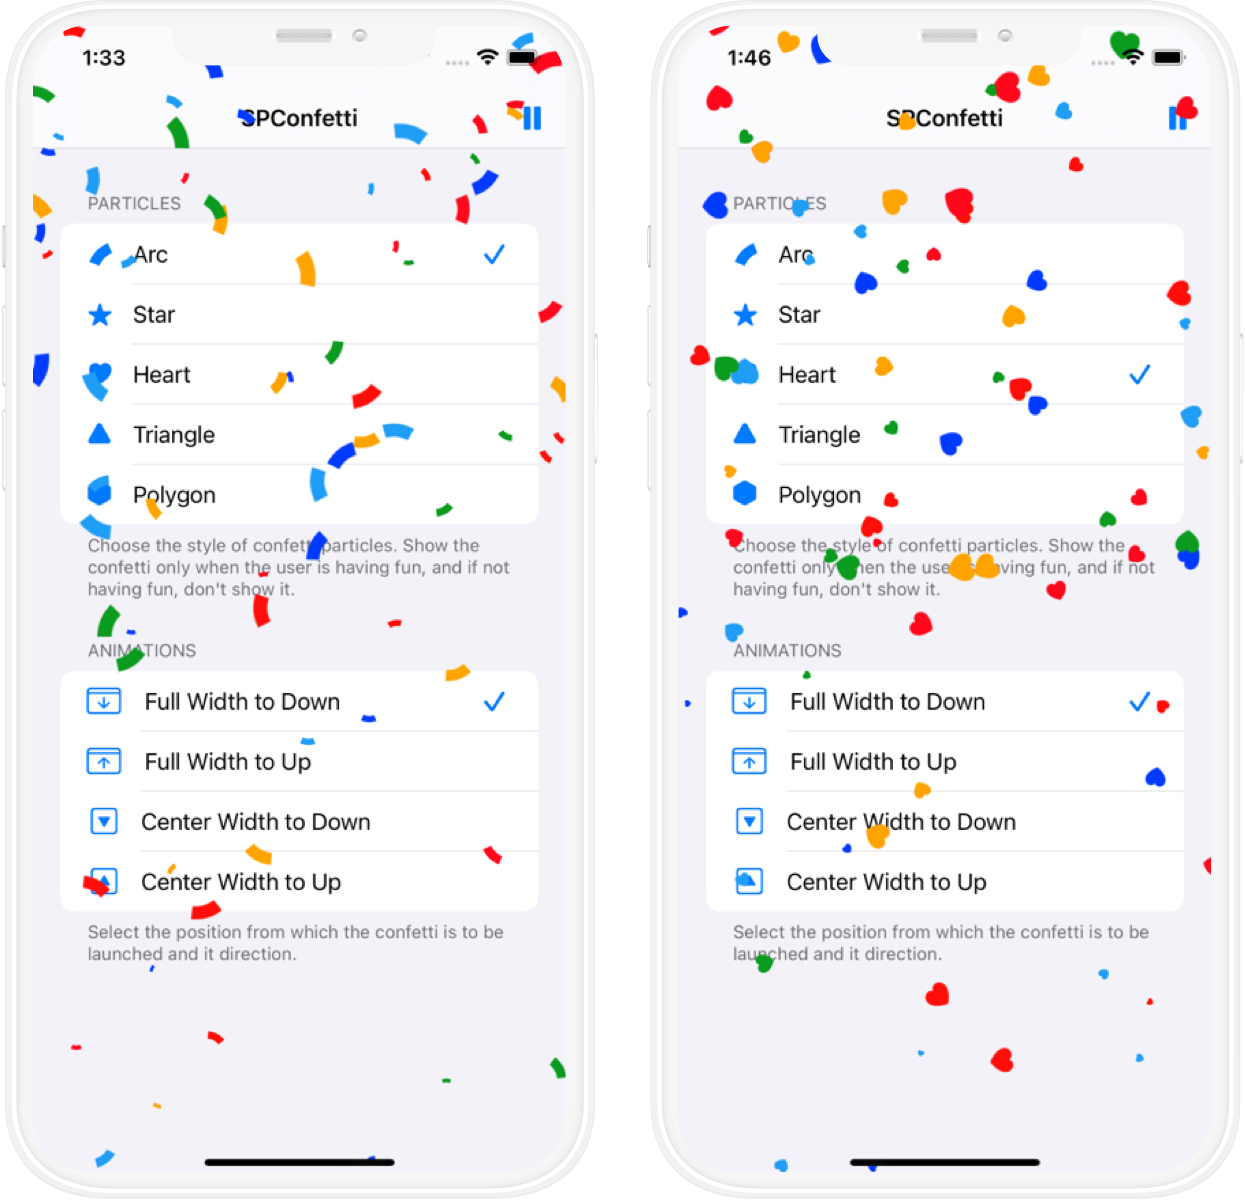 1:33
SPConfetti
PARTICLES
Arc
Star
Heart
Triangle
Polygon
Choose the style of confetti particles. Show the
confetti only when the user is having fun, and if not
having fun, don't show it.
ANIMATIONS
Full Width to Down
Full Width to Up
Center Width to Down
Center Width to Up
Select the position from which the confetti is to be
launched and it direction.
1:46
SPConfetti
PARTICLES
Arc
Star
Heart
Triangle
Polygon
Choose the style of confetti particles. Show the
confetti only when the user is having fun, and if not
having fun, don't show it.
ANIMATIONS
Full Width to Down
Full Width to Up
Center Width to Down
Center Width to Up
Select the position from which the confetti is to be
launched and it direction.